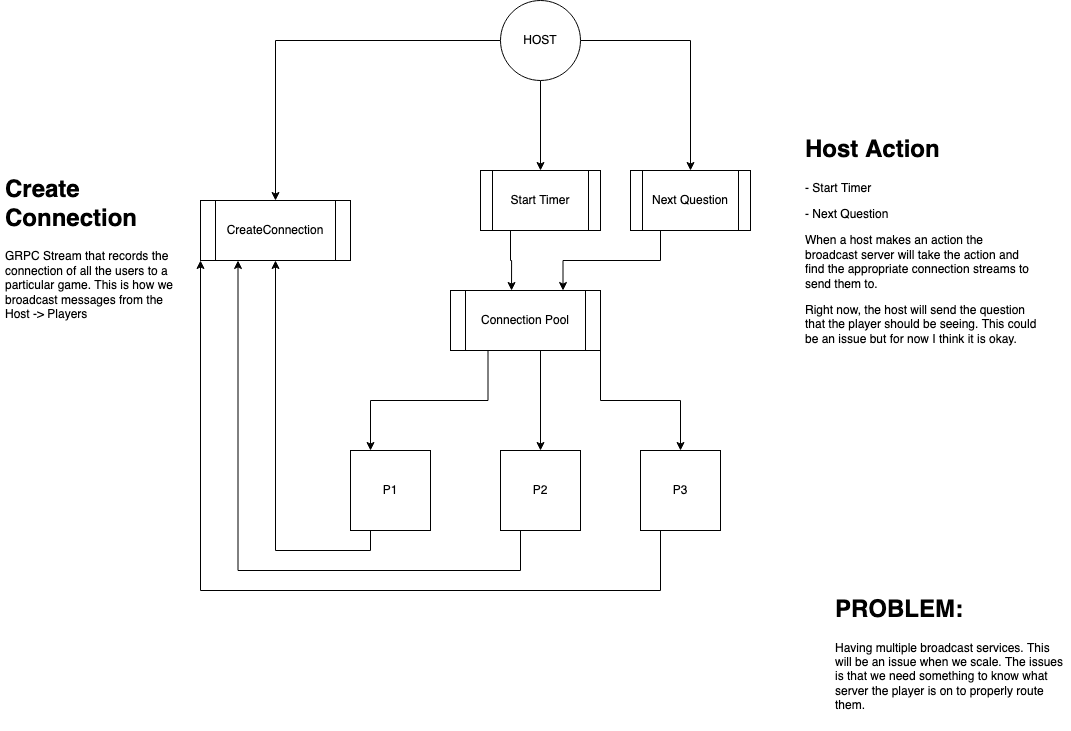 HOST
Host Action
Create
Connection
- Start Timer
Start Timer
Next Question
- Next Question
CreateConnection
When a host makes an action the
broadcast server will take the action and
find the appropriate connection streams to
send them to.
GRPC Stream that records the
connection of all the users to a
particular game. This is how we
broadcast messages from the
Host -> Players
Right now, the host will send the question
that the player should be seeing. This could
be an issue but for now I think it is okay.
Connection Pool
P1
P2
P3
PROBLEM:
Having multiple broadcast services. This
will be an issue when we scale. The issues
is that we need something to know what
server the player is on to properly route
them.